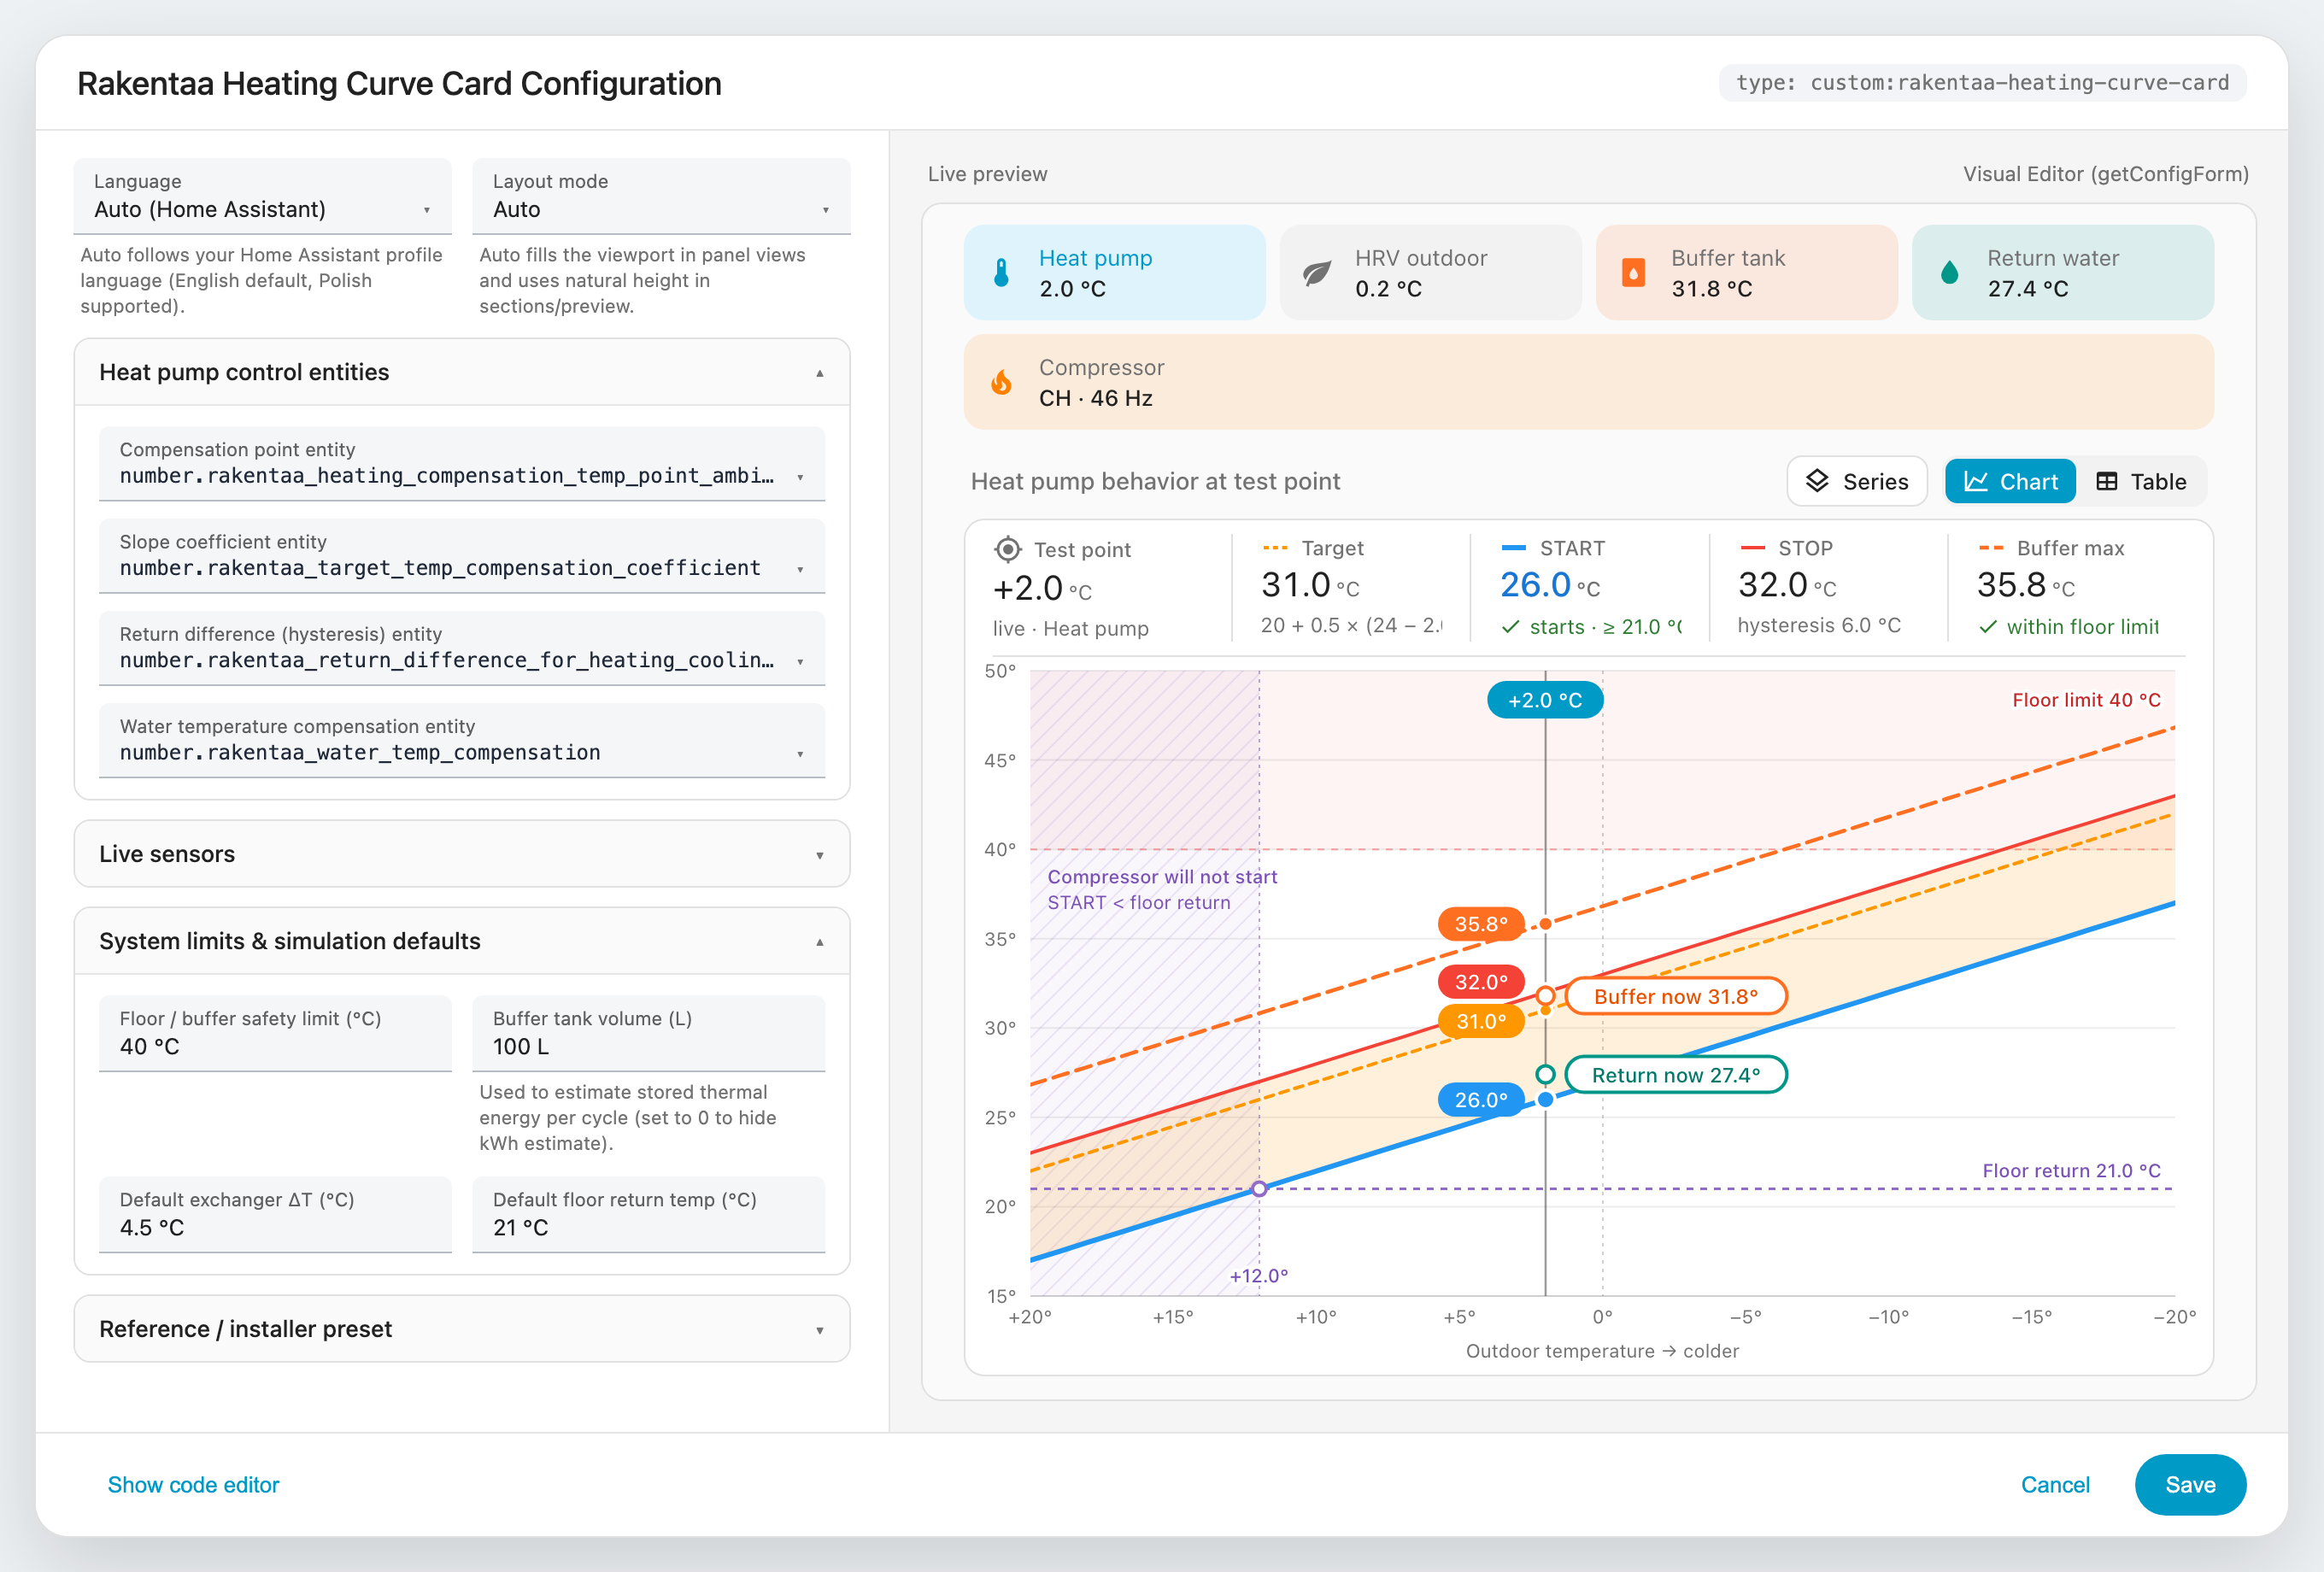 Rakentaa Heating Curve Card Configuration
type: custom:rakentaa-heating-curve-card
Language
Auto (Home Assistant)
Auto follows your Home Assistant profile
language (English default, Polish
supported).
Layout mode
Auto
Auto fills the viewport in panel views
and uses natural height in
sections/preview.
Heat pump control entities
Compensation point entity
number.rakentaa_heating_compensation_temp_point_ambi…
Slope coefficient entity
number.rakentaa_target_temp_compensation_coefficient
Return difference (hysteresis) entity
number.rakentaa_return_difference_for_heating_coolin…
Water temperature compensation entity
number.rakentaa_water_temp_compensation
Live sensors
System limits & simulation defaults
Floor / buffer safety limit (°C)
40 °C
Buffer tank volume (L)
100 L
Used to estimate stored thermal
energy per cycle (set to 0 to hide
kWh estimate).
Default exchanger ΔT (°C)
4.5 °C
Default floor return temp (°C)
21 °C
Reference / installer preset
Live preview
Visual Editor (getConfigForm)
Heat pump
2.0 °C
HRV outdoor
0.2 °C
Buffer tank
31.8 °C
Return water
27.4 °C
Compressor
CH · 46 Hz
Heat pump behavior at test point
Series
Chart
Table
Test point
+2.0 °C
live · Heat pump
Target
31.0 °C
20 + 0.5 × (24 − 2.
START
26.0 °C
✓ starts · ≥ 21.0 °
STOP
32.0 °C
hysteresis 6.0 °C
Buffer max
35.8 °C
✓ within floor limit
50°
45°
40°
35°
30°
25°
20°
15°
+2.0 °C
Floor limit 40 °C
Compressor will not start
START < floor return
35.8°
32.0°
Buffer now 31.8°
31.0°
Return now 27.4°
26.0°
Floor return 21.0 °C
+12.0°
+20°
+15°
+10°
+5°
0°
−5°
−10°
−15°
−20°
Outdoor temperature → colder
Show code editor
Cancel
Save